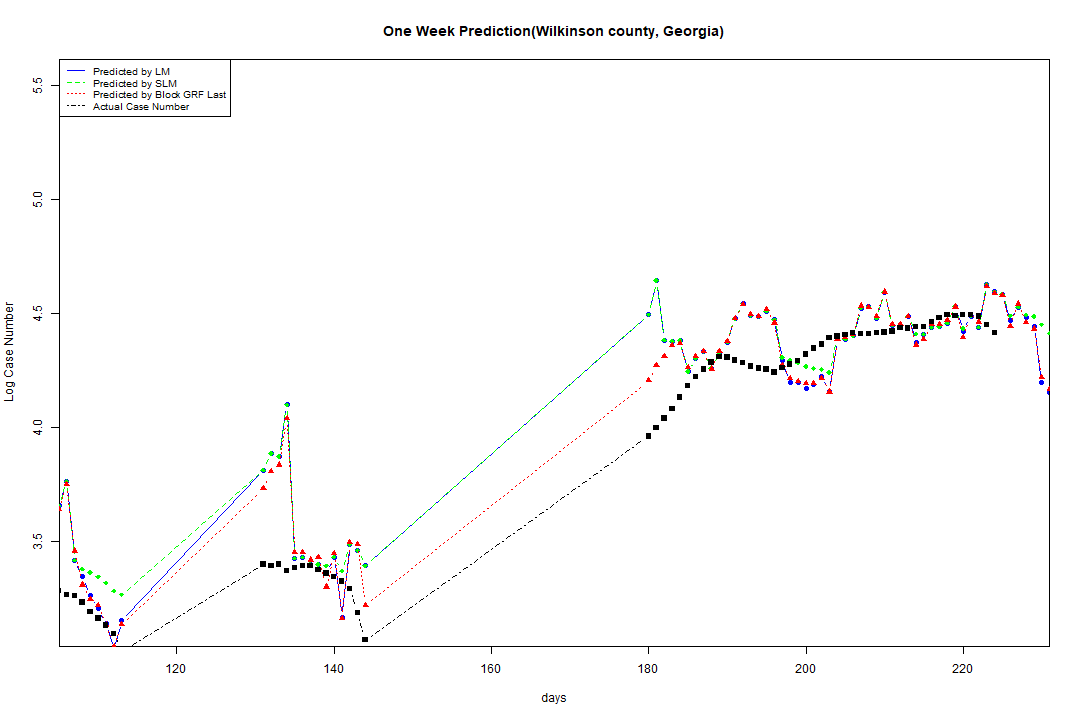 One Week Prediction(Wilkinson county, Georgia)
Predicted by LM
Predicted by SLM
Predicted by Block GRF Last
Actual Case Number
5.5
5.0
4.5
4.0
3.5
Log Case Number
120 140 160 180 200 220
days